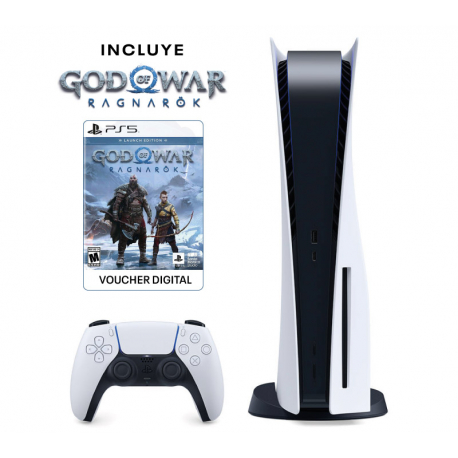 INCLUYE
GOD OF WAR
RAGNARÖK
PS5
LAUNCH EDITION
GOD OF WAR
RAGNARÖK
M
VOUCHER DIGITAL